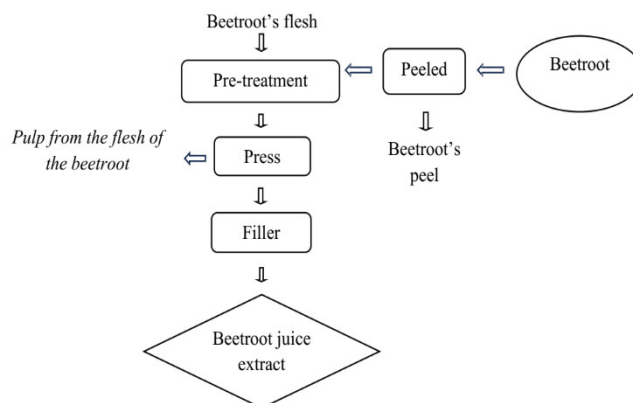 Beetroot’s flesh
Pre-treatment
Peeled
Beetroot
Pulp from the flesh of
the beetroot
Press
Beetroot’s
peel
Filler
Beetroot juice
extract